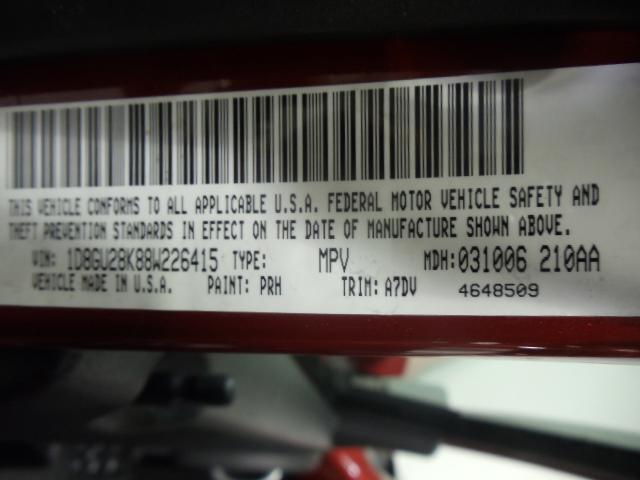 THIS VEHICLE CONFORMS TO ALL APPLICABLE U.S.A. FEDERAL MOTOR VEHICLE SAFETY AND
THEFT PREVENTION STANDARDS IN EFFECT ON THE DATE OF MANUFACTURE SHOWN ABOVE.
VIN: 1D8GU28K88W226415 TYPE: MPV MDH:031006 210AA
VEHICLE MADE IN U.S.A. PAINT: PRH TRIM: A7DV 4648509